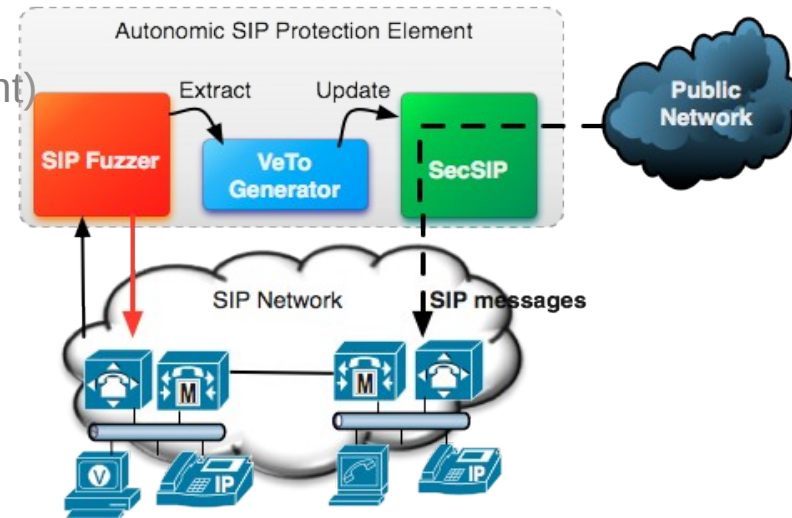 Autonomic SIP Protection Element
nt)
Extract
Update
SIP Fuzzer
VeTo
Generator
SecSIP
Public
Network
SIP Network
SIP messages
M
M
V
IP
IP